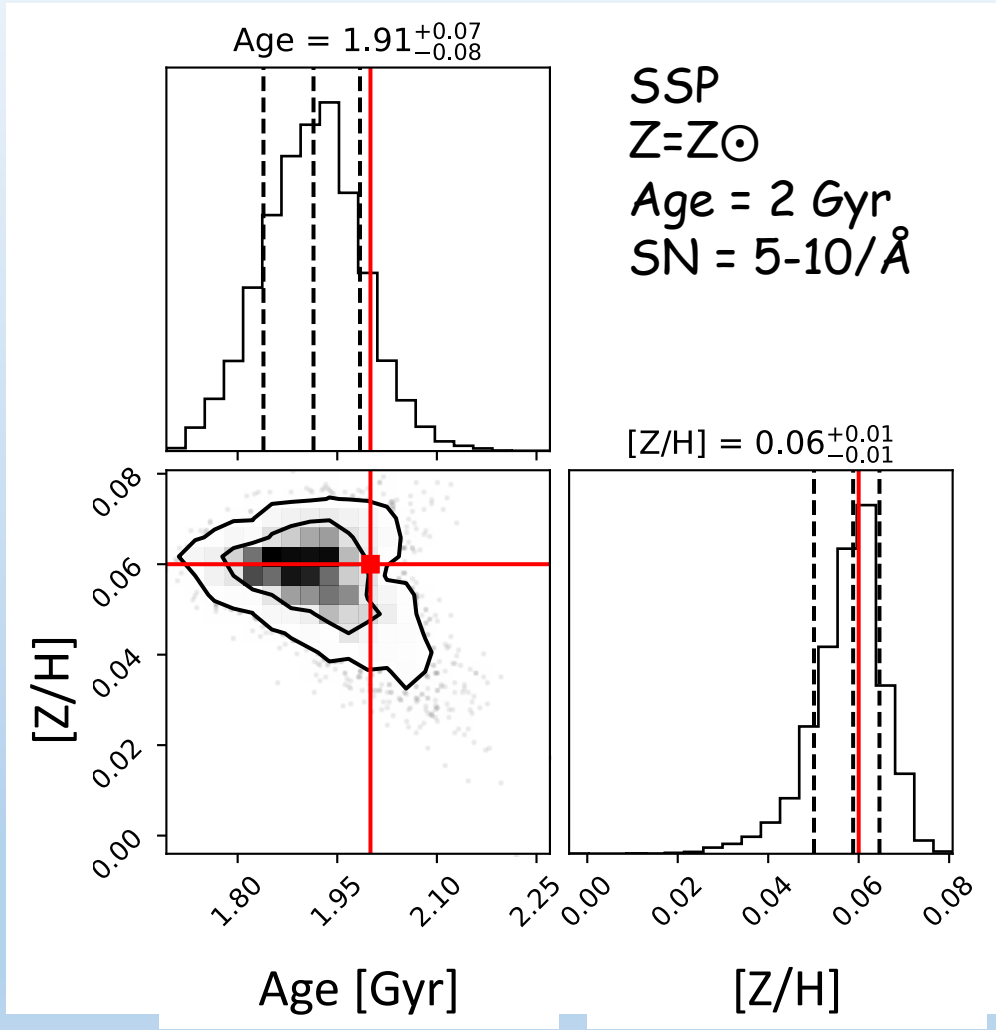 Age = 1.91 +0.07 −0.08
SSP
Z=Z⊙
Age = 2 Gyr
SN = 5-10/Å
[Z/H] = 0.06 +0.01 −0.01
0.08
0.06
0.04
0.02
0.00
[Z/H]
1.80 1.95 2.10 2.25
0.00 0.02 0.04 0.06 0.08
Age [Gyr]
[Z/H]